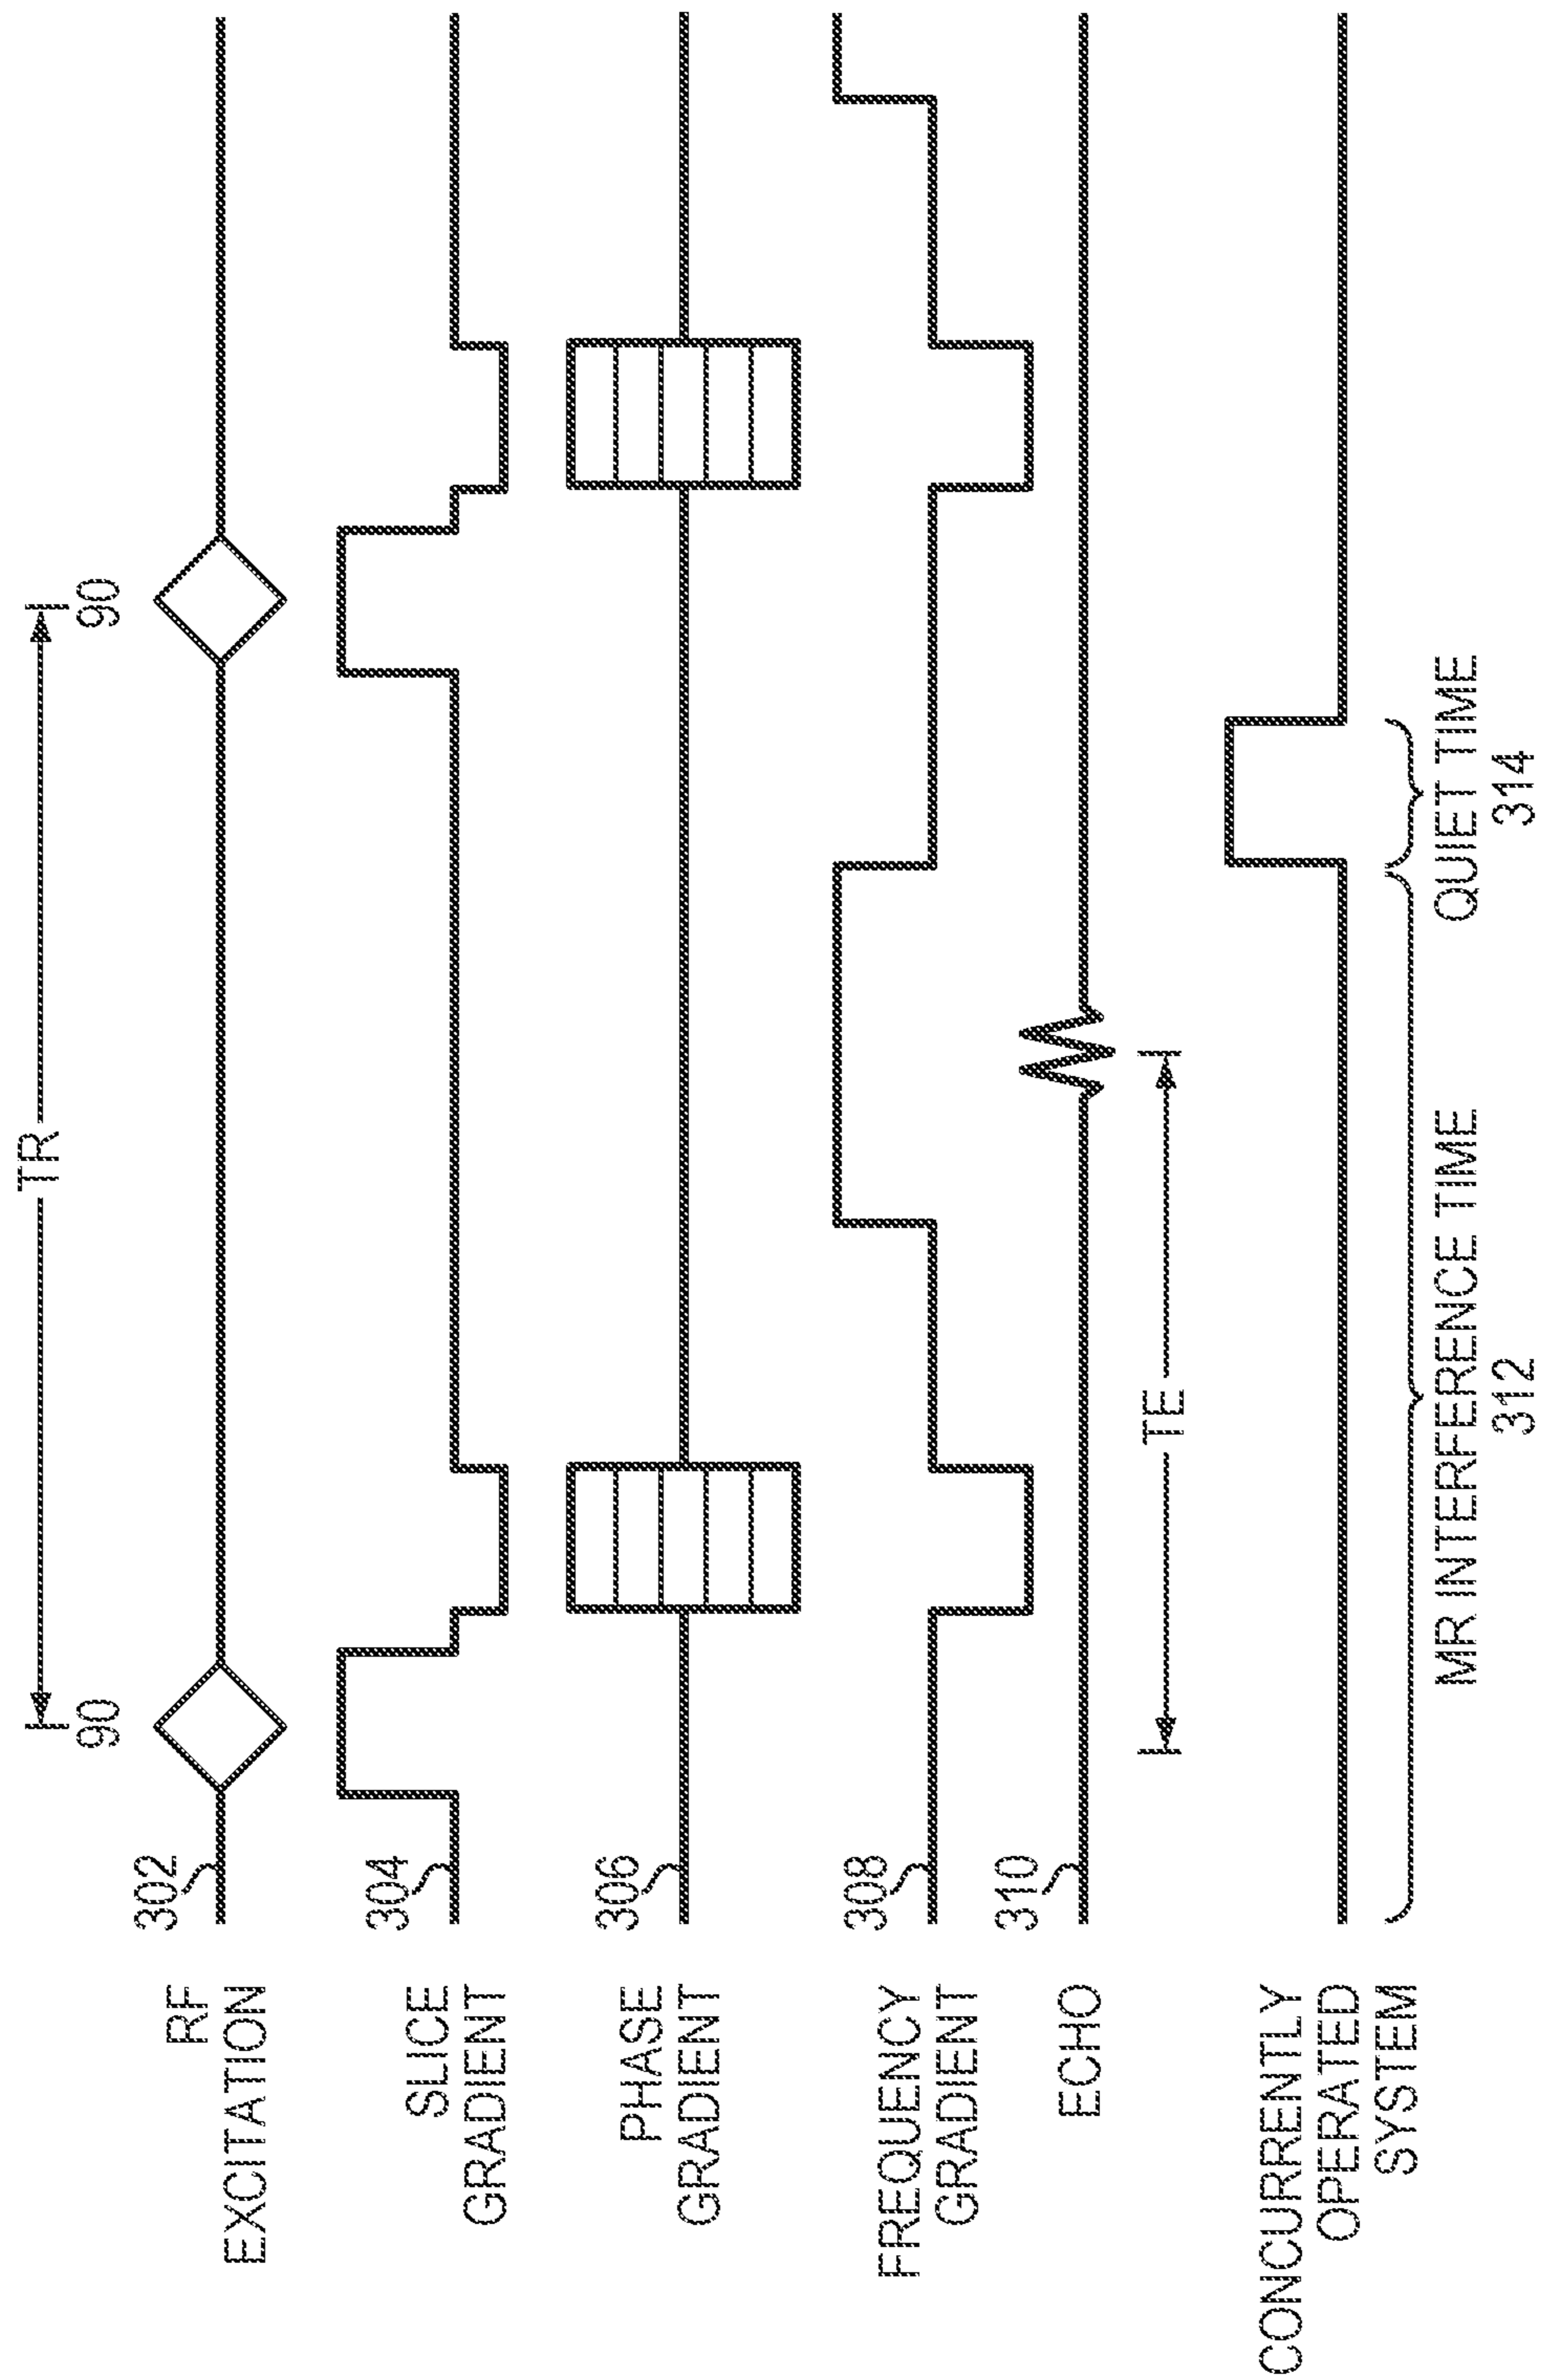 TR
90
90
302
RF
EXCITATION
304
SLICE
GRADIENT
306
PHASE
GRADIENT
308
FREQUENCY
GRADIENT
310
ECHO
TE
CONCURRENTLY
OPERATED
SYSTEM
MR INTERFERENCE TIME
312
QUIET TIME
314